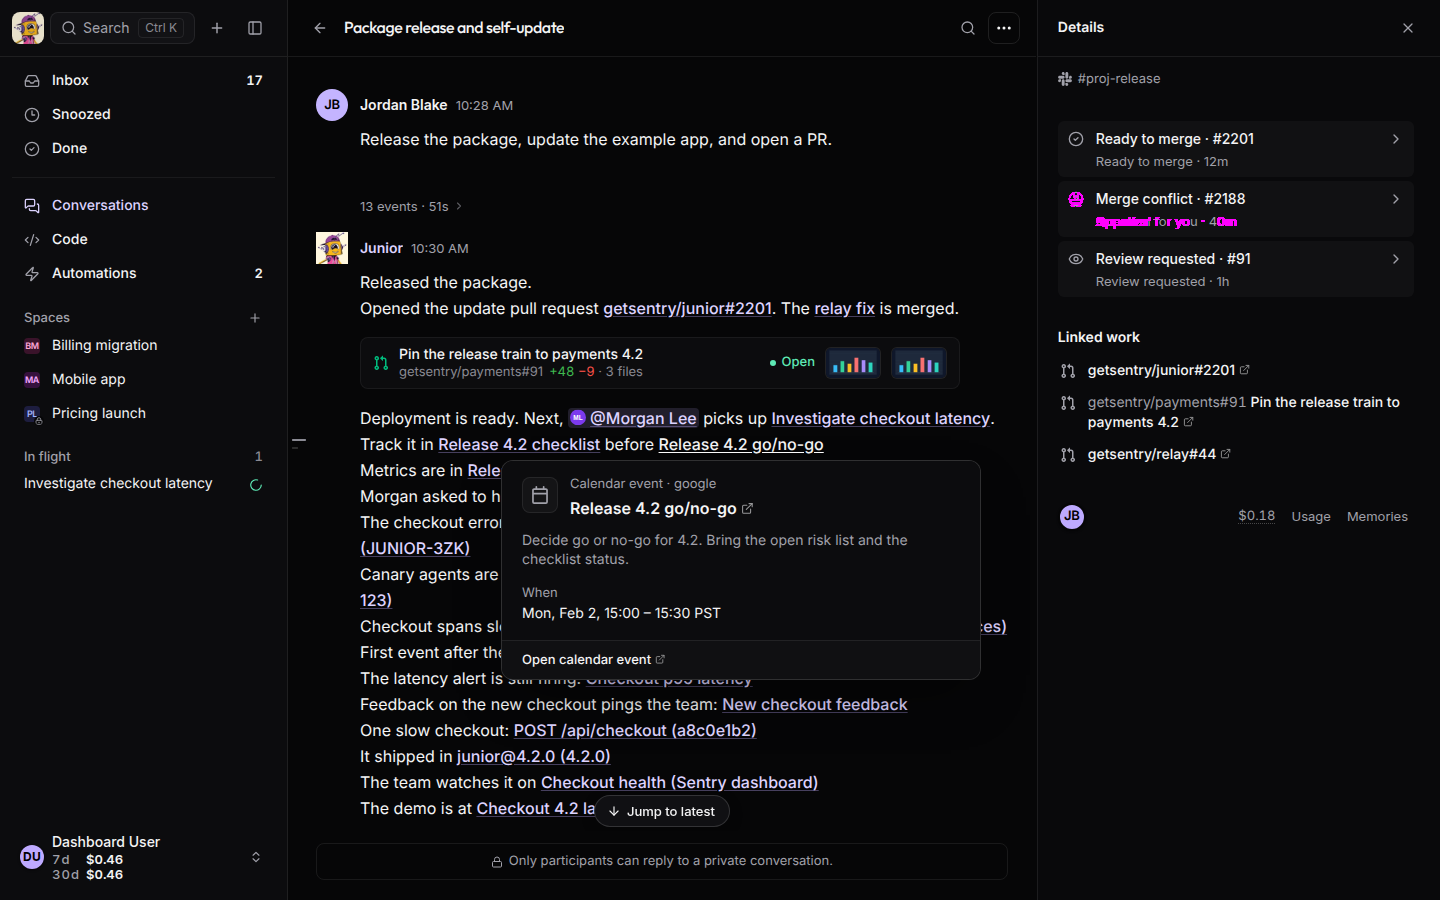 Search Ctrl K
Inbox 17
Snoozed
Done
Conversations
Code
Automations 2
Spaces
BM Billing migration
MA Mobile app
PL Pricing launch
In flight 1
Investigate checkout latency
DU Dashboard User
7d $0.46
30d $0.46
Package release and self-update
JB Jordan Blake 10:28 AM
Release the package, update the example app, and open a PR.
13 events · 51s
Junior 10:30 AM
Released the package.
Opened the update pull request getsentry/junior#2201. The relay fix is merged.
Pin the release train to payments 4.2
getsentry/payments#91 +48 −9 · 3 files
Open
Deployment is ready. Next, ML @Morgan Lee picks up Investigate checkout latency.
Track it in Release 4.2 checklist before Release 4.2 go/no-go
Metrics are in Rele
Morgan asked to h
The checkout error
(JUNIOR-3ZK)
Canary agents are
123)
Checkout spans slo ces)
First event after the
The latency alert is still firing: Checkout p95 latency
Feedback on the new checkout pings the team: New checkout feedback
One slow checkout: POST /api/checkout (a8c0e1b2)
It shipped in junior@4.2.0 (4.2.0)
The team watches it on Checkout health (Sentry dashboard)
The demo is at Checkout 4.2 la
Calendar event · google
Release 4.2 go/no-go
Decide go or no-go for 4.2. Bring the open risk list and the
checklist status.
When
Mon, Feb 2, 15:00 – 15:30 PST
Open calendar event
Jump to latest
Only participants can reply to a private conversation.
Details
#proj-release
Ready to merge · #2201
Ready to merge · 12m
Merge conflict · #2188
for you
Review requested · #91
Review requested · 1h
Linked work
getsentry/junior#2201
getsentry/payments#91 Pin the release train to
payments 4.2
getsentry/relay#44
JB $0.18 Usage Memories